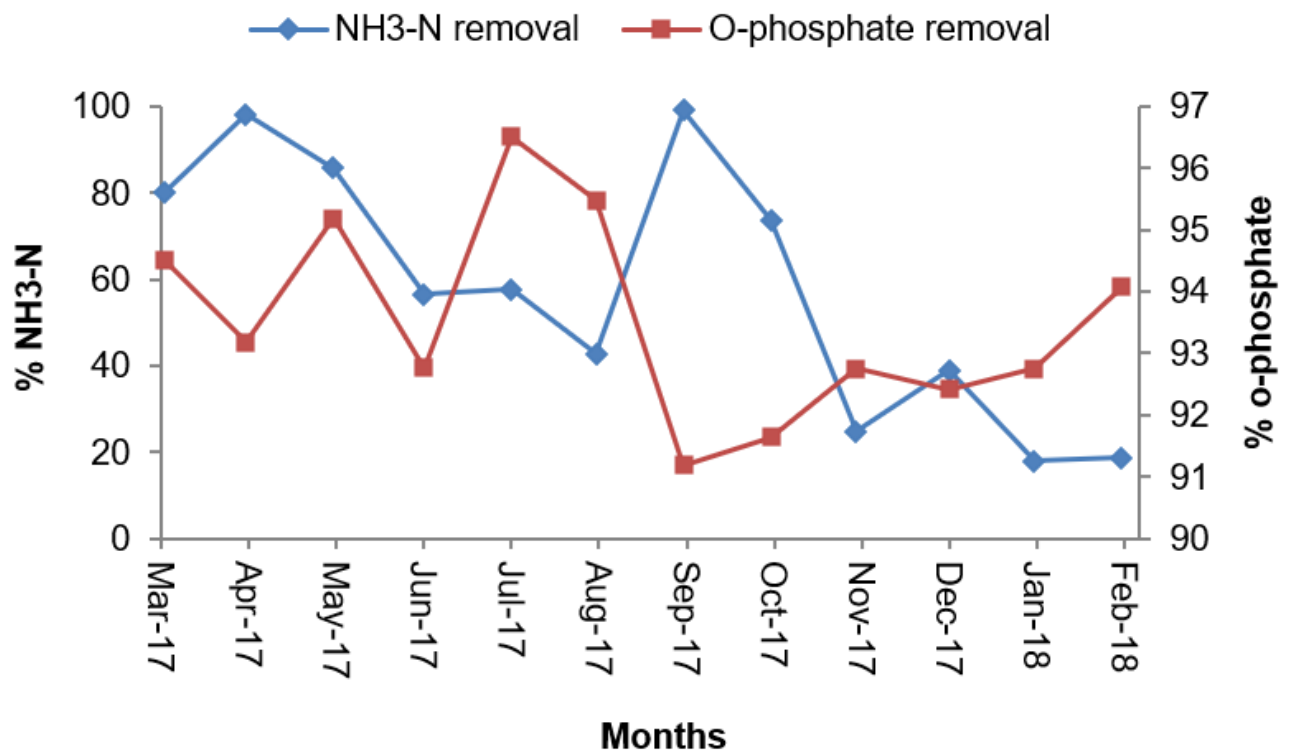 NH3-N removal O-phosphate removal
100
80
60
40
20
0
% NH3-N
97
96
95
94
93
92
91
90
% o-phosphate
Mar-17
Apr-17
May-17
Jun-17
Jul-17
Aug-17
Sep-17
Oct-17
Nov-17
Dec-17
Jan-18
Feb-18
Months